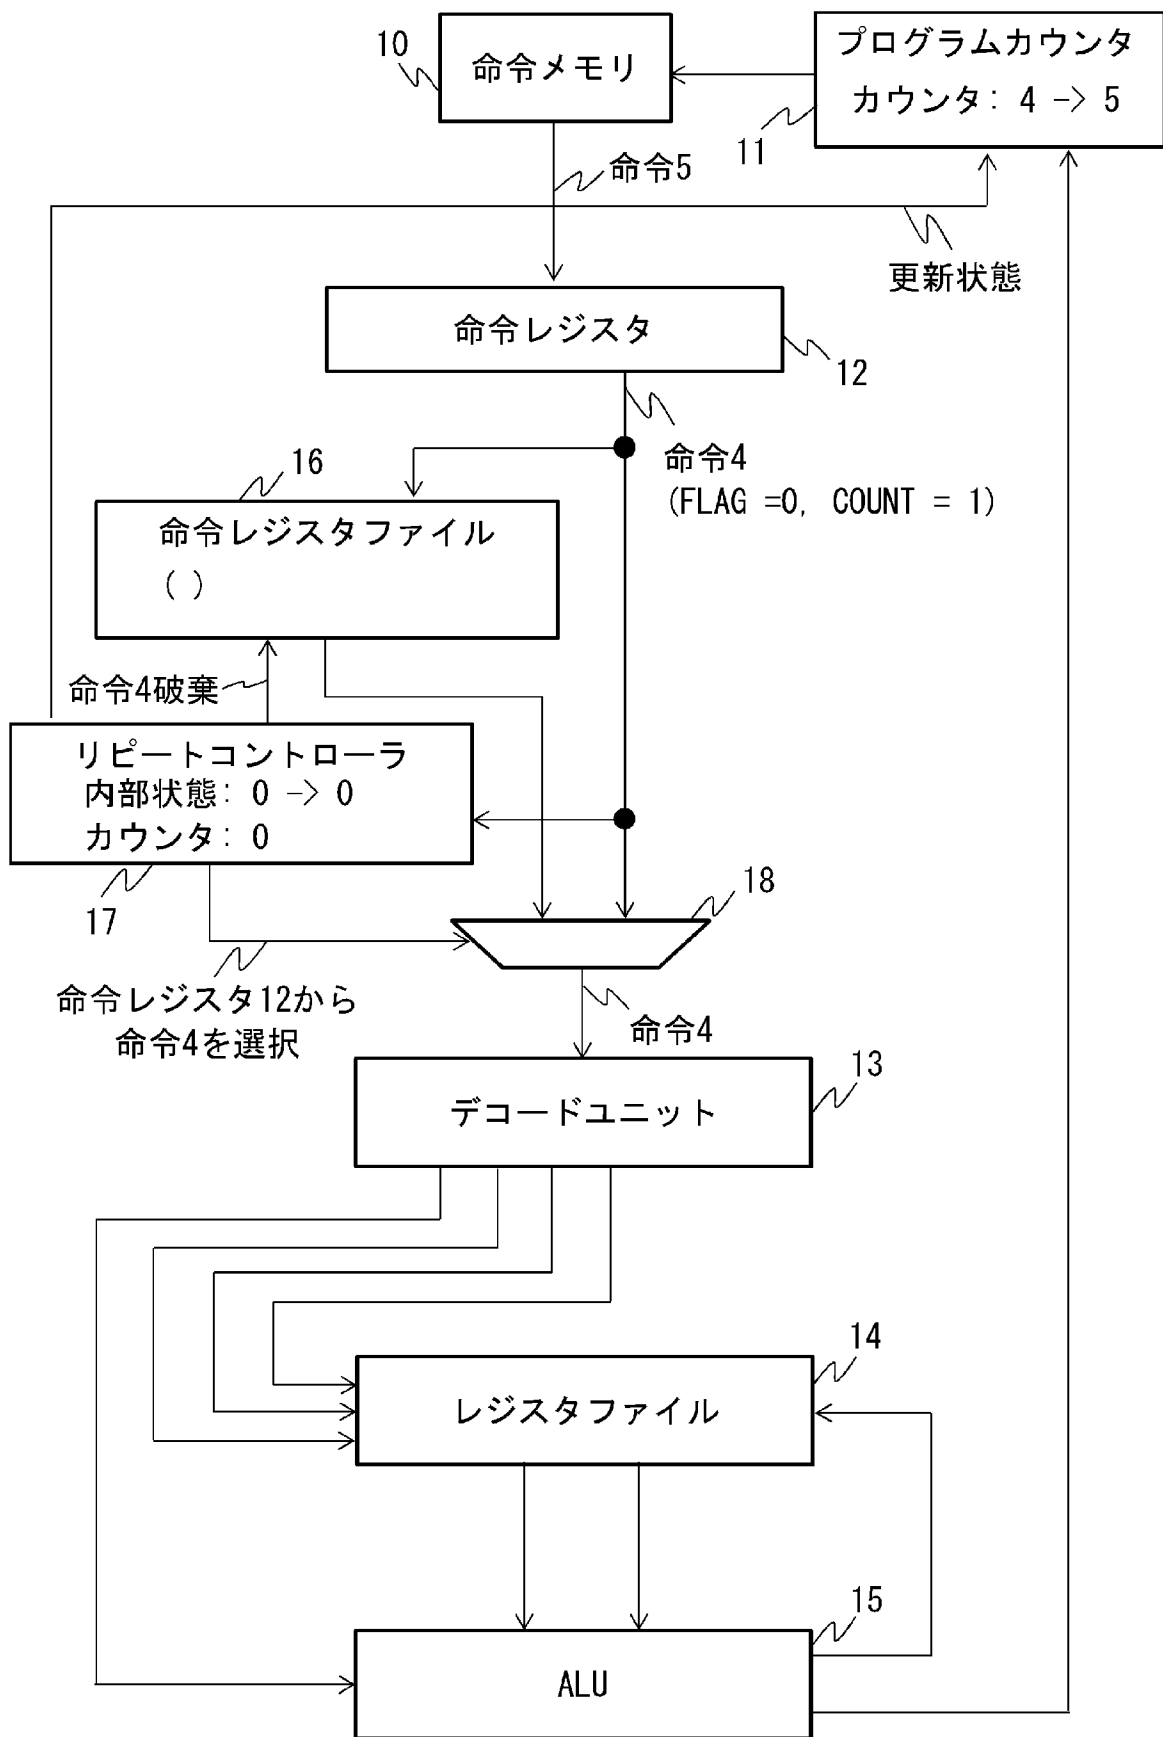 10
命令メモリ
プログラムカウンタ
カウンタ: 4 -> 5
11
命令5
更新状態
命令レジスタ
12
命令4
(FLAG =0, COUNT = 1)
16
命令レジスタファイル
( )
命令4破棄
リピートコントローラ
内部状態: 0 -> 0
カウンタ: 0
17
18
命令レジスタ12から
命令4を選択
命令4
13
デコードユニット
14
レジスタファイル
15
ALU